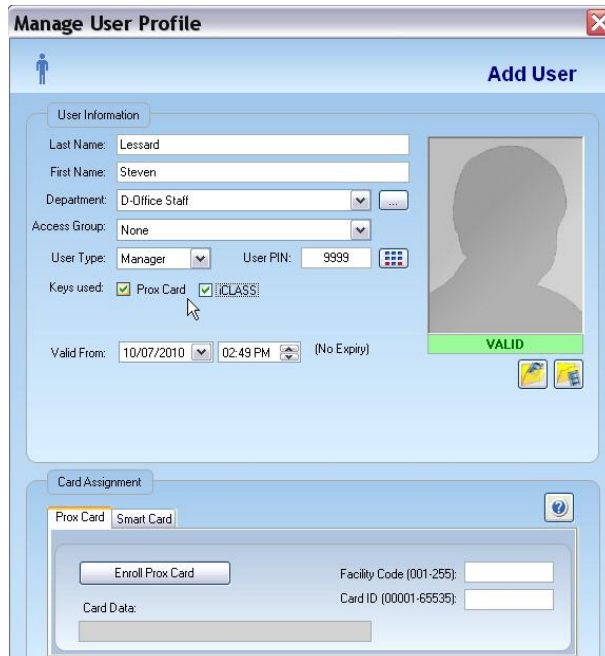 Manage User Profile
Add User
User Information
Last Name: Lessard
First Name: Steven
Department: D-Office Staff ...
Access Group: None
User Type: Manager User PIN: 9999
Keys used: Prox Card iCLASS
Valid From: 10/07/2010 02:49 PM (No Expiry)
VALID
Card Assignment
Prox Card Smart Card
Enroll Prox Card
Facility Code (001-255):
Card ID (00001-65535):
Card Data: